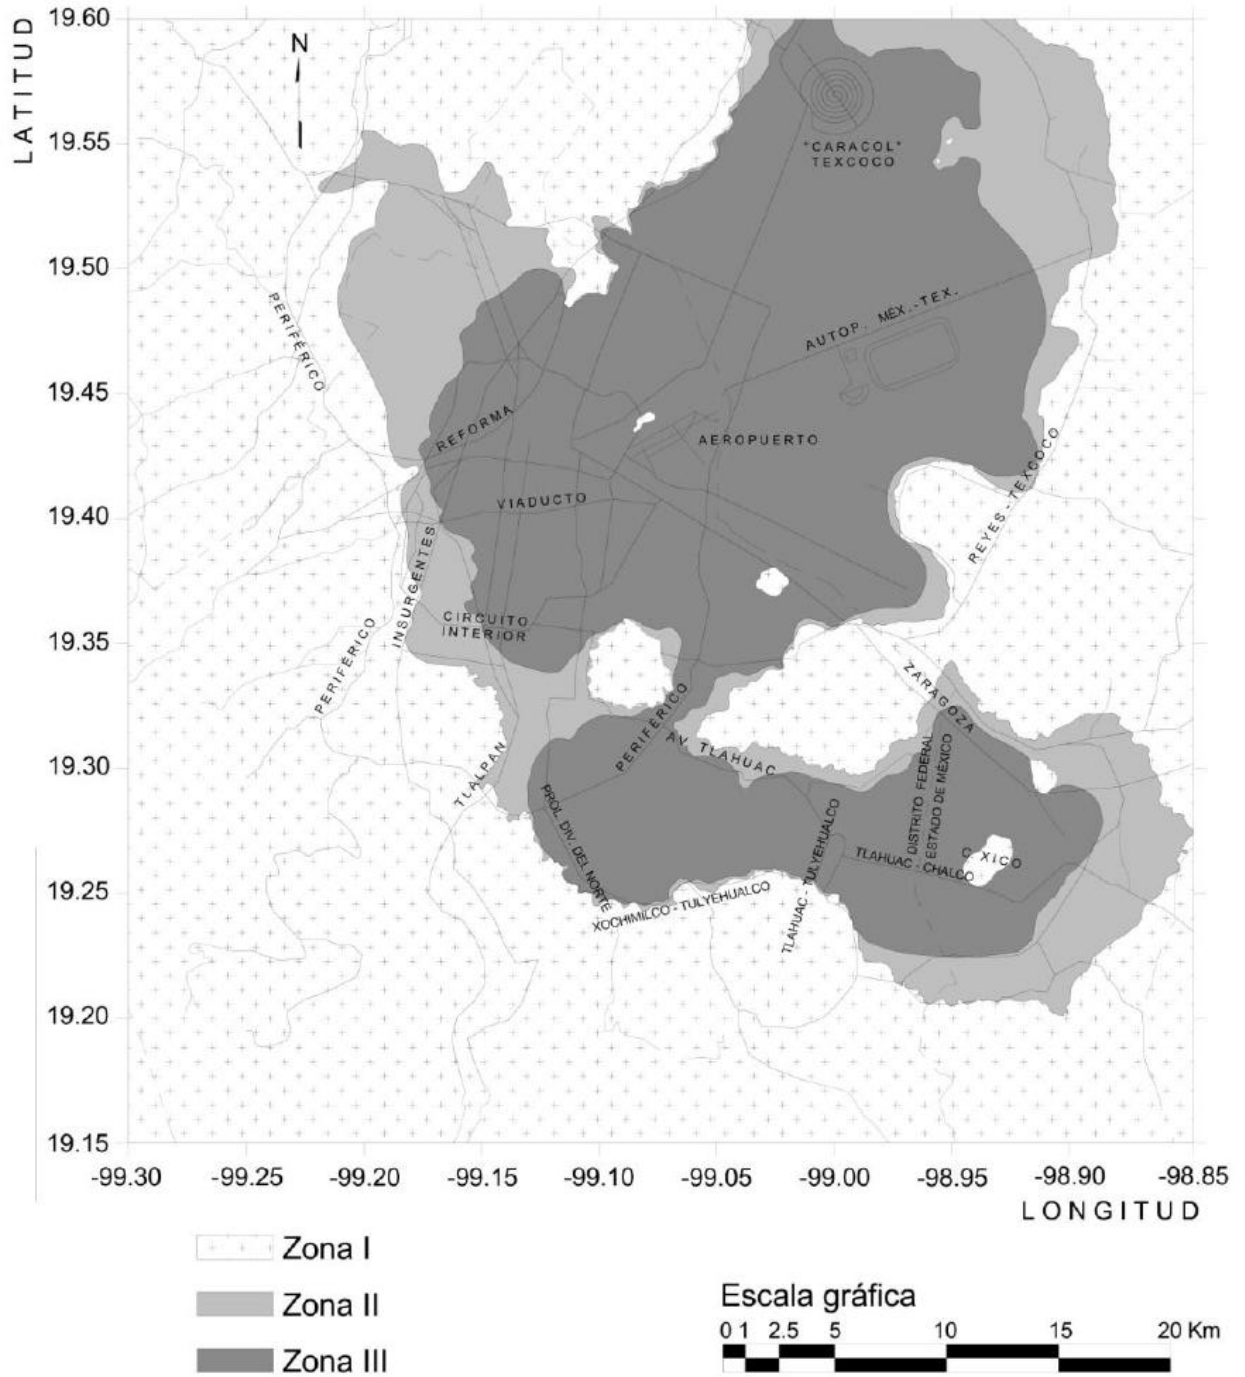 LATITUD
19.60
19.55
19.50
19.45
19.40
19.35
19.30
19.25
19.20
19.15
N
"CARACOL"
TEXCOCO
PERIFÉRICO
AUTOP. MÉX.-TEX.
REFORMA
AEROPUERTO
VIADUCTO
REYES - TEXCOCO
INSURGENTES
CIRCUITO
INTERIOR
PERIFÉRICO
ZARAGOZA
PERIFÉRICO
AV. TLAHUAC
TLALPAN
DISTRITO FEDERAL
ESTADO DE MÉXICO
PROL. DIV. DEL NORTE
TLAHUAC - TULYEHUALCO
TLAHUAC - CHALCO
C. XICO
XOCHIMILCO - TULYEHUALCO
-99.30 -99.25 -99.20 -99.15 -99.10 -99.05 -99.00 -98.95 -98.90 -98.85
LONGITUD
Zona I
Zona II
Zona III
Escala gráfica
0 1 2.5 5 10 15 20 Km